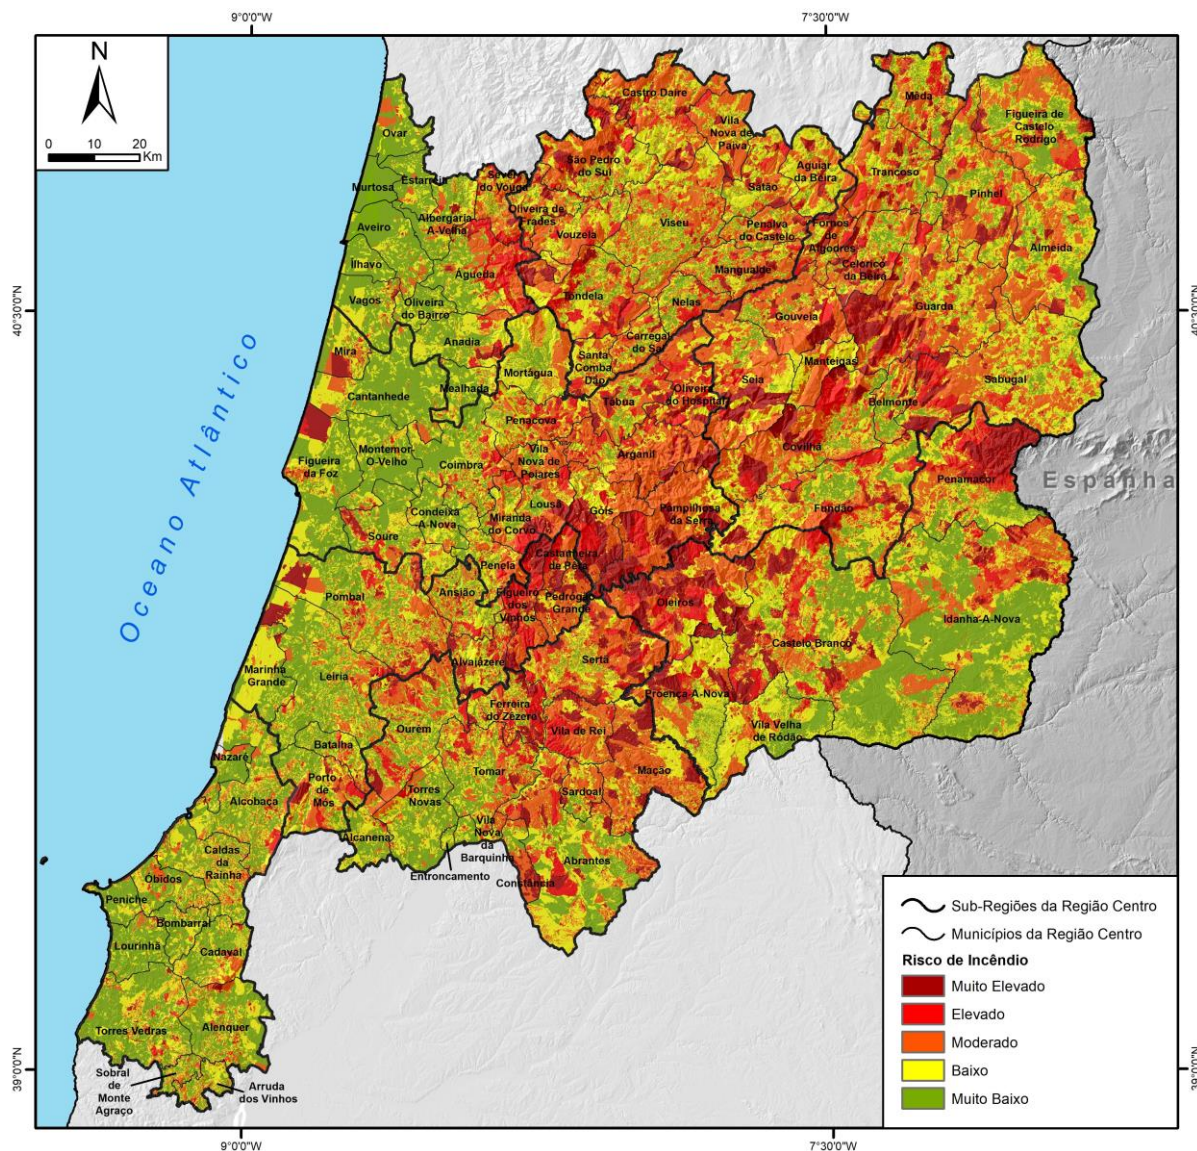 9°0'0"W
7°30'0"W
N
0
10
20
Km
Castro Daire
Mêda
Figueira de
Castelo
Rodrigo
Ovar
Vila
Nova de
Paiva
São Pedro
do Sul
Aguiar
da Beira
Trancoso
Murtosa
Sever
do Vouga
Sátão
Pinhel
Albergaria-
A-Velha
Oliveira de
Frades
Aveiro
Viseu
Penalva
do Castelo
Fornos
de
Algodres
Vouzela
Almeida
Ílhavo
Águeda
Mangualde
Celorico
da Beira
Vagos
Oliveira
do Bairro
Tondela
Nelas
Gouveia
Guarda
40°30'0"N
40°30'0"N
Anadia
Carregal
do Sal
Mira
Santa
Comba
Dão
Manteigas
Mortágua
Seia
Sabugal
Mealhada
Cantanhede
Tábua
Oliveira
do Hospital
Belmonte
Penacova
Montemor-
O-Velho
Vila
Nova de
Poiares
Arganil
Covilhã
Figueira
da Foz
Coimbra
Penamacor
Espanha
Lousã
Góis
Pampilhosa
da Serra
Fundão
Condeixa
A-Nova
Miranda
do Corvo
Soure
Castanheira
de Pêra
Penela
Oceano Atlântico
Pombal
Ansião
Figueiró
dos
Vinhos
Pedrógão
Grande
Oleiros
Idanha-A-Nova
Castelo Branco
Marinha
Grande
Leiria
Alvaiázere
Sertã
Proença-A-Nova
Ferreira
do Zêzere
Vila Velha
de Ródão
Ourém
Vila de Rei
Nazaré
Batalha
Mação
Porto
de
Mós
Tomar
Alcobaça
Torres
Novas
Sardoal
Alcanena
Vila
Nova
da
Barquinha
Caldas
da
Rainha
Abrantes
Entroncamento
Constância
Óbidos
Peniche
Bombarral
Lourinhã
Cadaval
Torres Vedras
Alenquer
Sobral
de
Monte
Agraço
Arruda
dos Vinhos
39°0'0"N
39°0'0"N
Sub-Regiões da Região Centro
Municípios da Região Centro
Risco de Incêndio
Muito Elevado
Elevado
Moderado
Baixo
Muito Baixo
9°0'0"W
7°30'0"W